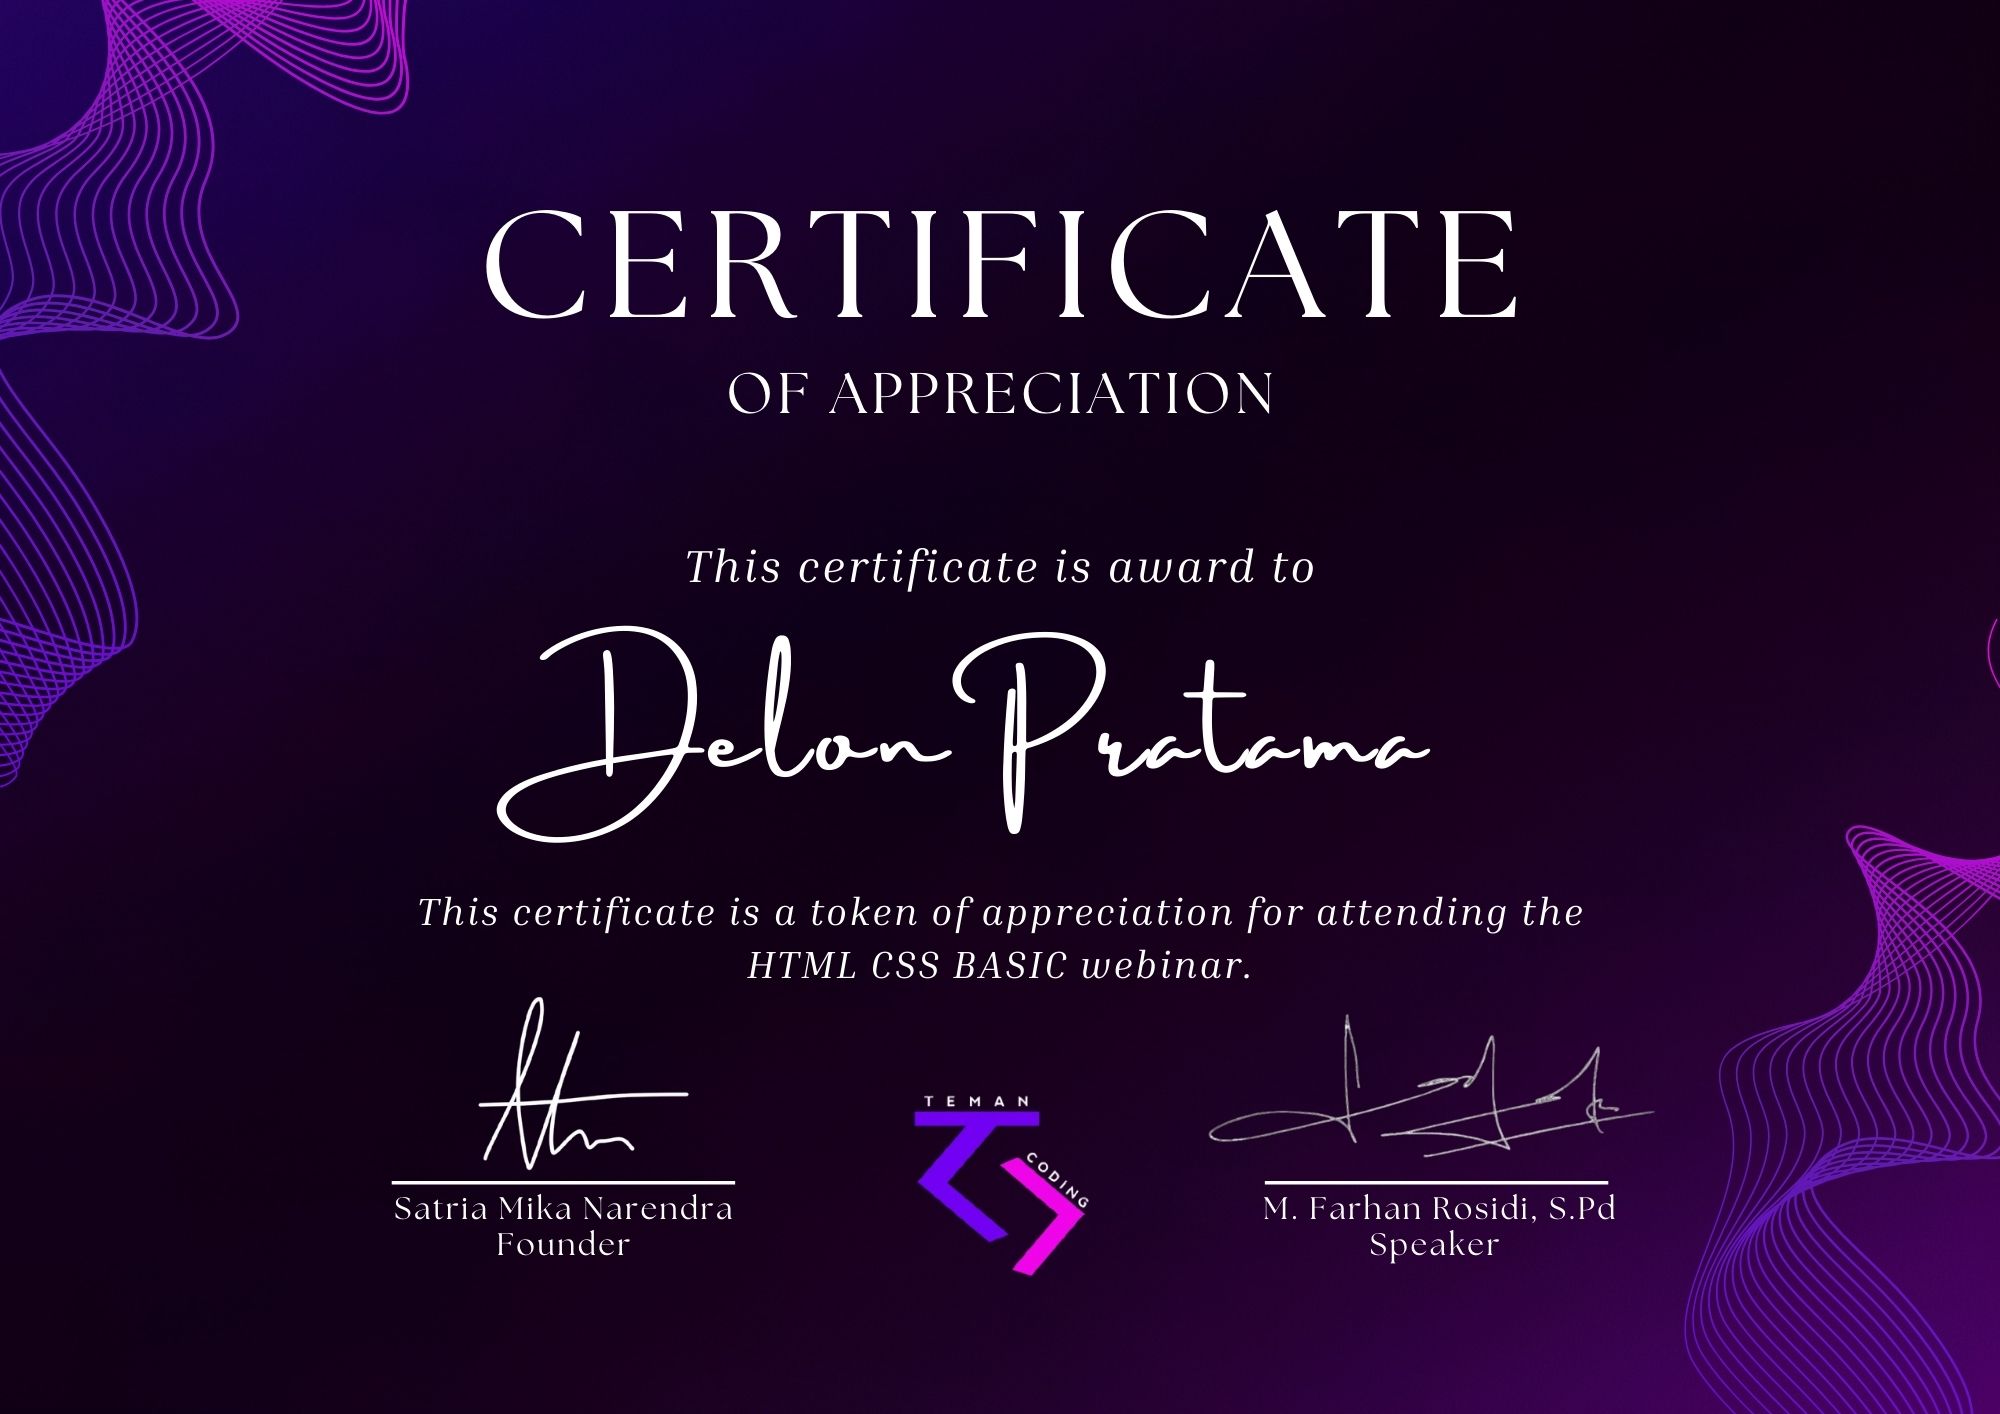 CERTIFICATE
OF APPRECIATION
This certificate is award to
Delon Pratama
This certificate is a token of appreciation for attending the
HTML CSS BASIC webinar.
Satria Mika Narendra
Founder
TEMAN
CODING
M. Farhan Rosidi, S.Pd
Speaker